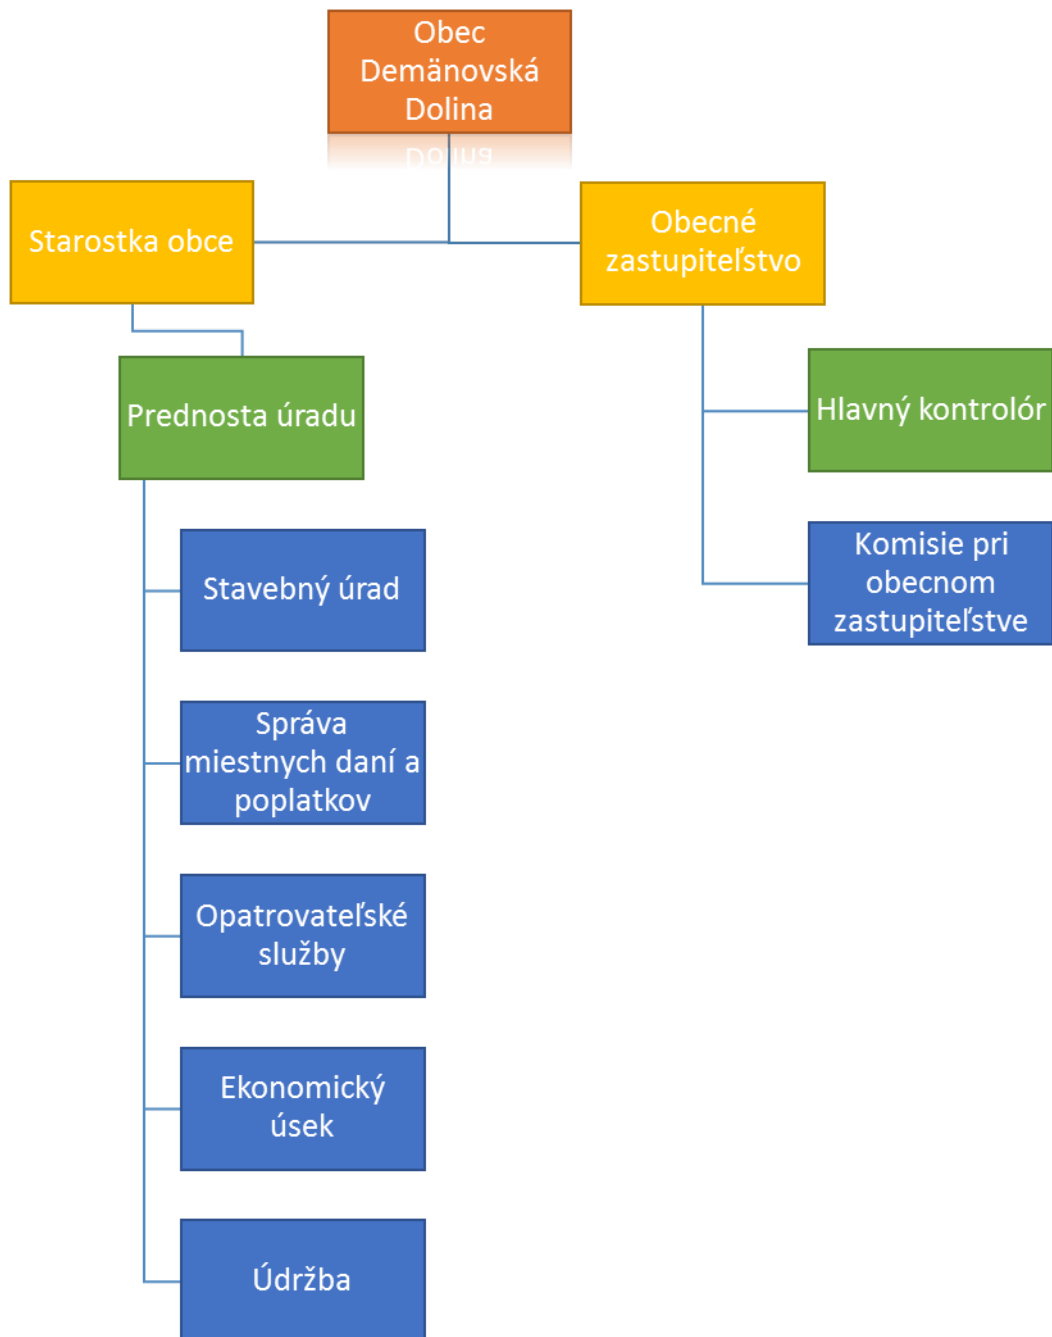 Obec
Demänovská
Dolina
Starostka obce
Obecné
zastupiteľstvo
Prednosta úradu
Hlavný kontrolór
Stavebný úrad
Komisie pri
obecnom
zastupiteľstve
Správa
miestnych daní a
poplatkov
Opatrovateľské
služby
Ekonomický
úsek
Údržba